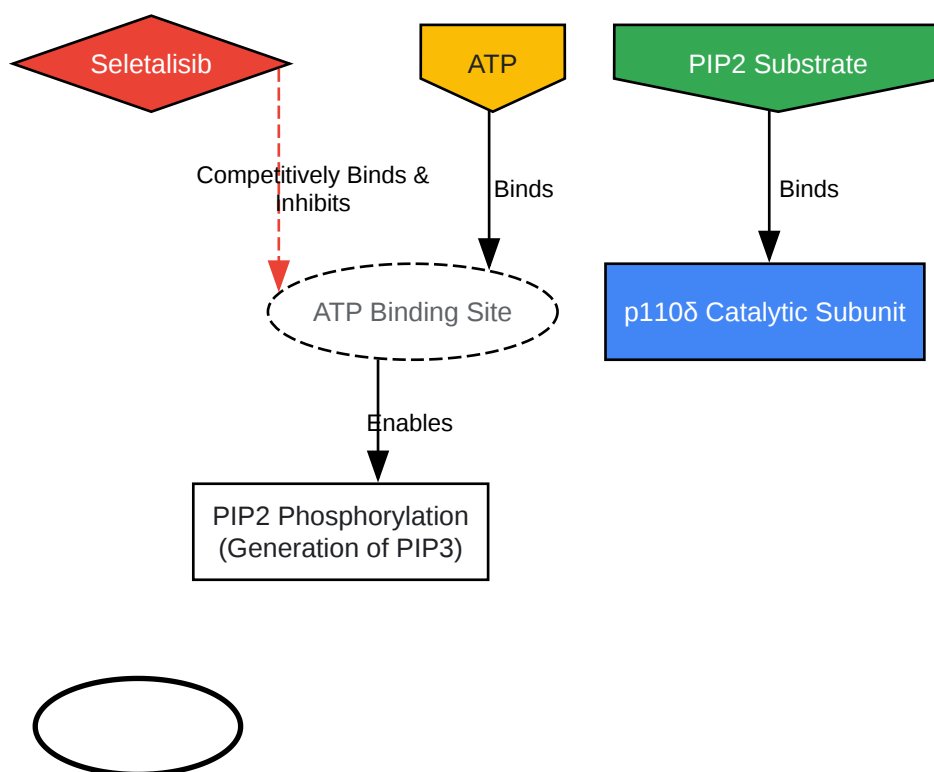 Seletalisib
ATP
PIP2 Substrate
Competitively Binds &
Inhibits
Binds
Binds
ATP Binding Site
p110δ Catalytic Subunit
Enables
PIP2 Phosphorylation
(Generation of PIP3)